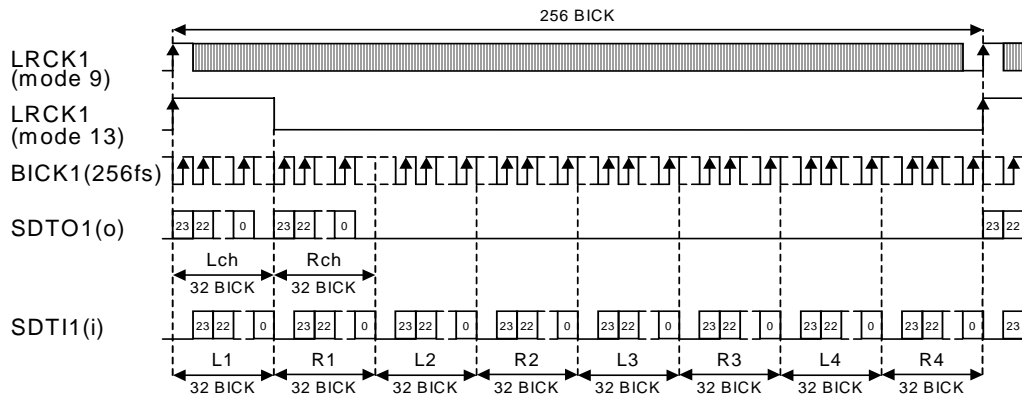 256 BICK
LRCK1
(mode 9)
LRCK1
(mode 13)
BICK1(256fs)
SDTO1(o) 23 22 0 23 22 0 23 22
Lch Rch
32 BICK 32 BICK
SDTI1(i) 23 22 0 23 22 0 23 22 0 23 22 0 23 22 0 23 22 0 23 22 0 23 22 0 23
L1 R1 L2 R2 L3 R3 L4 R4
32 BICK 32 BICK 32 BICK 32 BICK 32 BICK 32 BICK 32 BICK 32 BICK